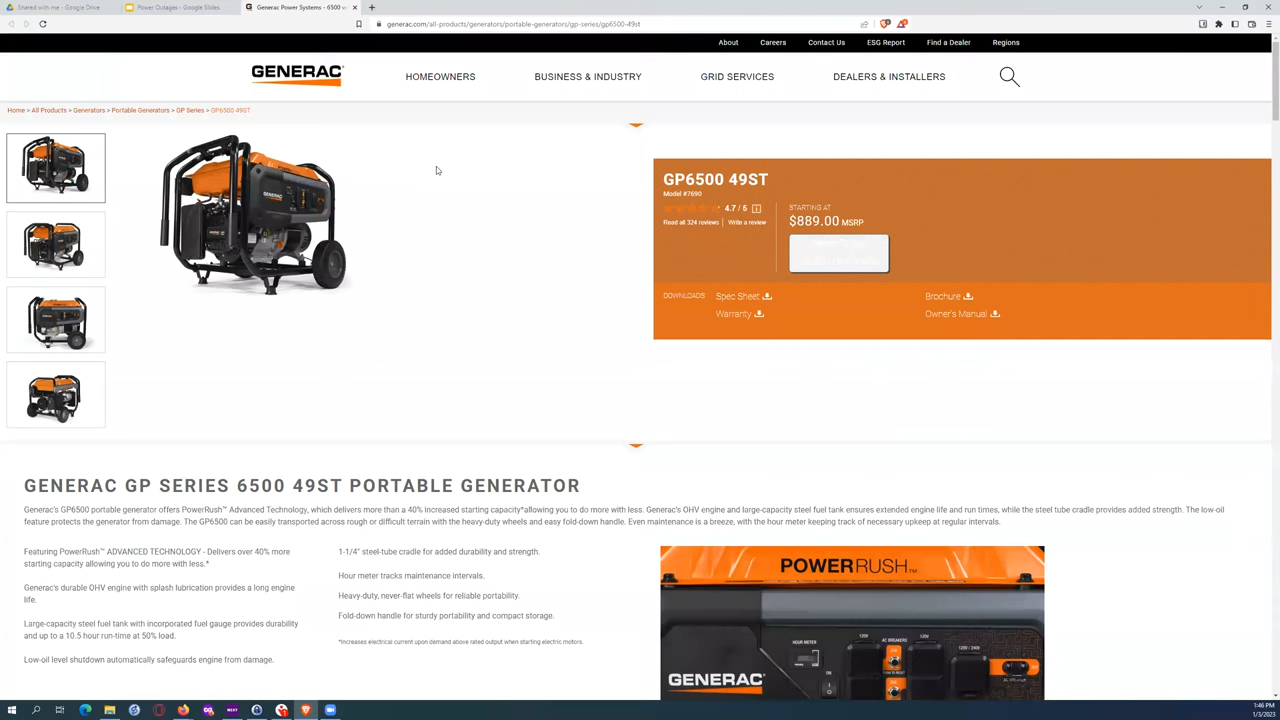 Shared with me - Google Drive
Power Outages - Google Slides
Generac Power Systems - 6500 w
generac.com/all-products/generators/portable-generators/gp-series/gp6500-49st
About
Careers
Contact Us
ESG Report
Find a Dealer
Regions
GENERAC
HOMEOWNERS
BUSINESS & INDUSTRY
GRID SERVICES
DEALERS & INSTALLERS
Home > All Products > Generators > Portable Generators > GP Series > GP6500 49ST
GP6500 49ST
Model #7690
4.7 / 5
Read all 324 reviews | Write a review
STARTING AT
$889.00 MSRP
DOWNLOADS:
Spec Sheet
Brochure
Warranty
Owner's Manual
GENERAC GP SERIES 6500 49ST PORTABLE GENERATOR
Generac's GP6500 portable generator offers PowerRush™ Advanced Technology, which delivers more than a 40% increased starting capacity*allowing you to do more with less. Generac's OHV engine and large-capacity steel fuel tank ensures extended engine life and run times, while the steel tube cradle provides added strength. The low-oil
feature protects the generator from damage. The GP6500 can be easily transported across rough or difficult terrain with the heavy-duty wheels and easy fold-down handle. Even maintenance is a breeze, with the hour meter keeping track of necessary upkeep at regular intervals.
Featuring PowerRush™ ADVANCED TECHNOLOGY - Delivers over 40% more
starting capacity allowing you to do more with less.*
Generac's durable OHV engine with splash lubrication provides a long engine
life.
Large-capacity steel fuel tank with incorporated fuel gauge provides durability
and up to a 10.5 hour run-time at 50% load.
Low-oil level shutdown automatically safeguards engine from damage.
1-1/4" steel-tube cradle for added durability and strength.
Hour meter tracks maintenance intervals.
Heavy-duty, never-flat wheels for reliable portability.
Fold-down handle for sturdy portability and compact storage.
*Increases electrical current upon demand above rated output when starting electric motors.
POWERRUSH™
HOUR METER
120V
AC BREAKERS
120V
120V / 240V
ON
GENERAC
1:46 PM
1/3/2023